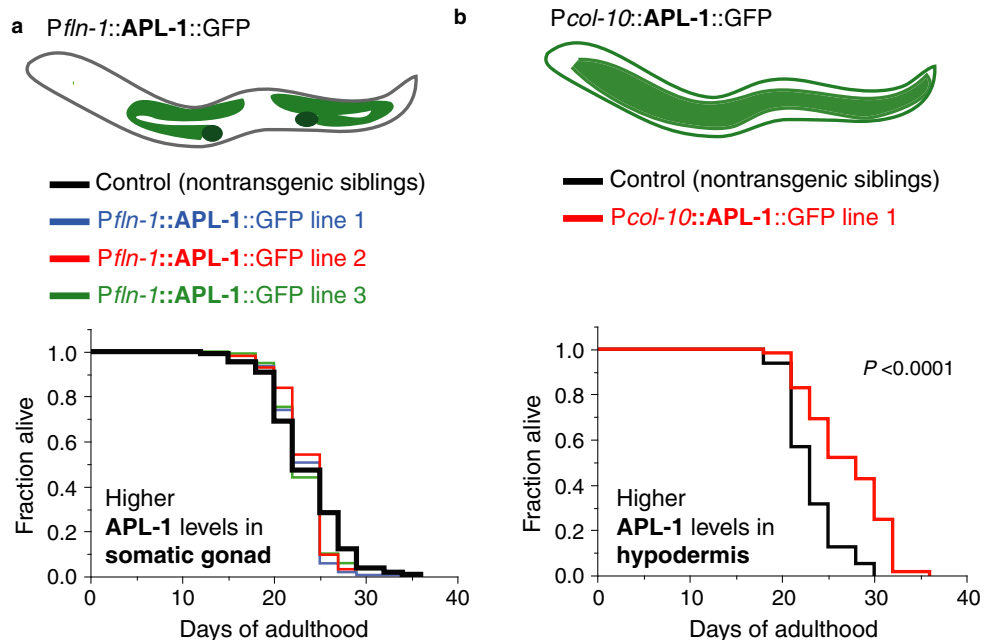 a Pfln-1::APL-1::GFP
Control (nontransgenic siblings)
Pfln-1::APL-1::GFP line 1
Pfln-1::APL-1::GFP line 2
Pfln-1::APL-1::GFP line 3
Fraction alive
1.0
0.8
0.6
0.4
0.2
0.0
Higher
APL-1 levels in
somatic gonad
0 10 20 30 40
Days of adulthood
b Pcol-10::APL-1::GFP
Control (nontransgenic siblings)
Pcol-10::APL-1::GFP line 1
Fraction alive
1.0
0.8
0.6
0.4
0.2
0.0
P <0.0001
Higher
APL-1 levels in
hypodermis
0 10 20 30 40
Days of adulthood